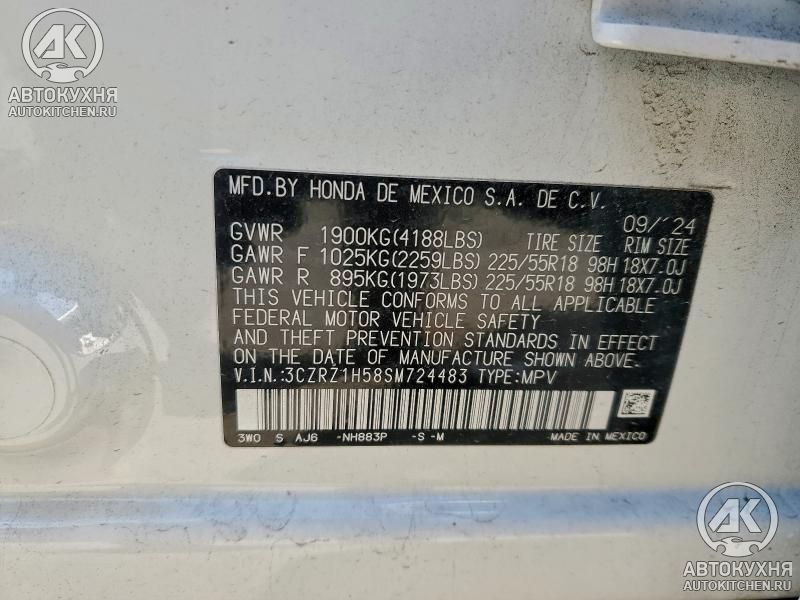 АК
АВТОКУХНЯ
AUTOKITCHEN.RU
MFD.BY HONDA DE MEXICO S.A. DE C.V.
09/'24
GVWR 1900KG(4188LBS) TIRE SIZE RIM SIZE
GAWR F 1025KG(2259LBS) 225/55R18 98H 18X7.0J
GAWR R 895KG(1973LBS) 225/55R18 98H 18X7.0J
THIS VEHICLE CONFORMS TO ALL APPLICABLE
FEDERAL MOTOR VEHICLE SAFETY
AND THEFT PREVENTION STANDARDS IN EFFECT
ON THE DATE OF MANUFACTURE SHOWN ABOVE.
V.I.N.:3CZRZ1H58SM724483 TYPE:MPV
3W0 S AJ6 -NH883P -S -M MADE IN MEXICO
АК
АВТОКУХНЯ
AUTOKITCHEN.RU